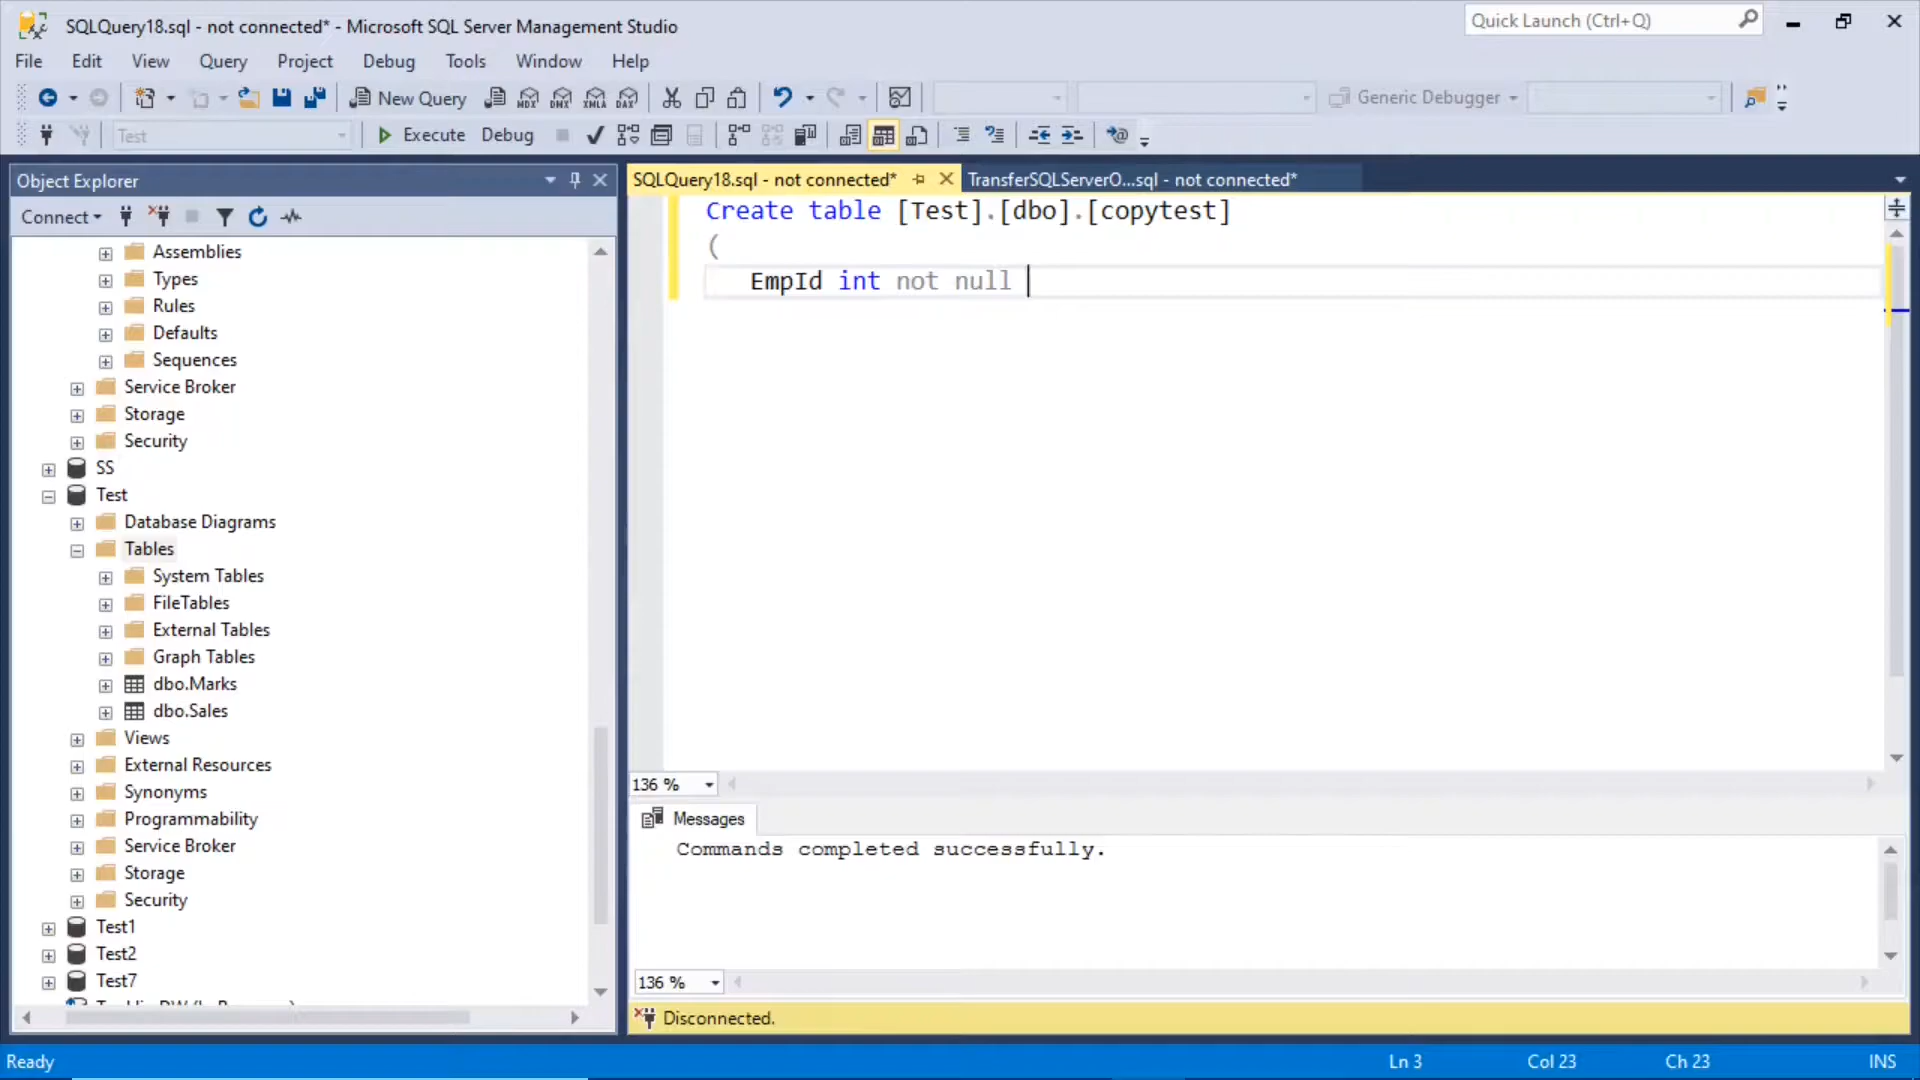 SQLQuery18.sql - not connected* - Microsoft SQL Server Management Studio
Quick Launch (Ctrl+Q)
File Edit View Query Project Debug Tools Window Help
New Query
MDX DMX XMLA DAX
Generic Debugger
Test
Execute Debug
Object Explorer
SQLQuery18.sql - not connected*
TransferSQLServerO...sql - not connected*
Connect
Create table [Test].[dbo].[copytest]
(
EmpId int not null
Assemblies
Types
Rules
Defaults
Sequences
Service Broker
Storage
Security
SS
Test
Database Diagrams
Tables
System Tables
FileTables
External Tables
Graph Tables
dbo.Marks
dbo.Sales
Views
External Resources
Synonyms
Programmability
Service Broker
Storage
Security
Test1
Test2
Test7
136 %
Messages
Commands completed successfully.
136 %
Disconnected.
Ready
Ln 3
Col 23
Ch 23
INS